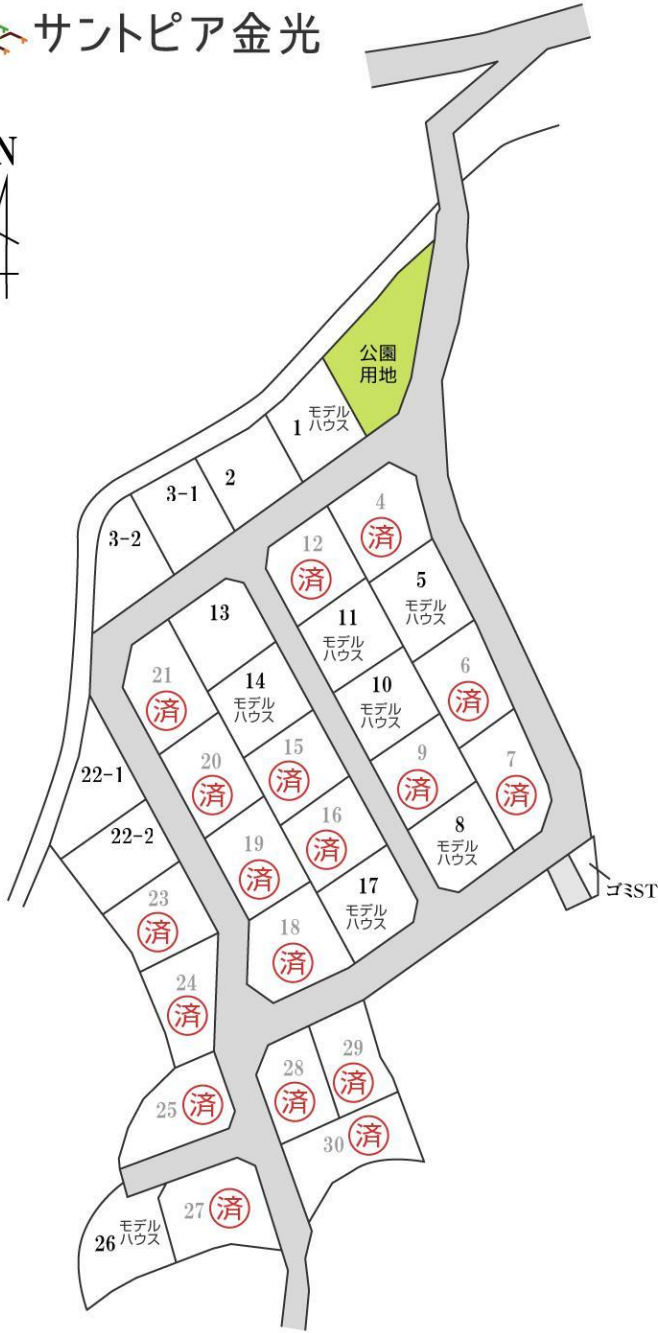 サントピア金光
N
公園
用地
1 モデル
ハウス
2
3-1
3-2
4
済
12
済
5
モデル
ハウス
11
モデル
ハウス
13
6
済
10
モデル
ハウス
14
モデル
ハウス
21
済
7
済
9
済
15
済
20
済
22-1
8
モデル
ハウス
16
済
19
済
22-2
17
モデル
ハウス
ゴミST
23
済
18
済
24
済
28
済
29
済
25 済
30 済
27 済
26 モデル
ハウス